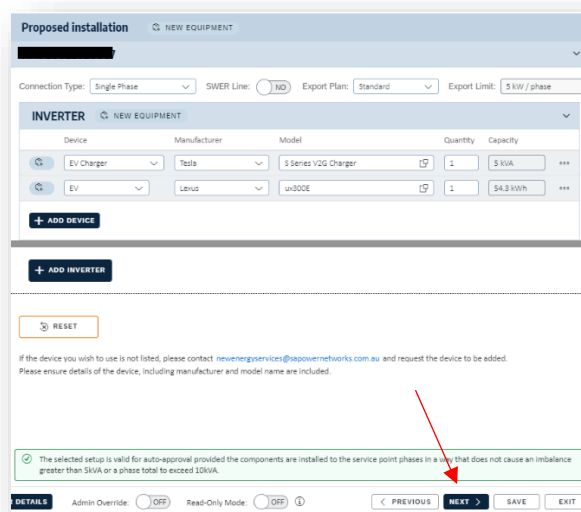 Proposed installation NEW EQUIPMENT
Connection Type: Single Phase SWER Line: NO Export Plan: Standard Export Limit: 5 kW / phase
INVERTER NEW EQUIPMENT
Device Manufacturer Model Quantity Capacity
EV Charger Tesla S Series V2G Charger 1 5 kVA
EV Lexus ux300E 1 54.3 kWh
+ ADD DEVICE
+ ADD INVERTER
RESET
If the device you wish to use is not listed, please contact newenergyservices@sapowernetworks.com.au and request the device to be added.
Please ensure details of the device, including manufacturer and model name are included.
The selected setup is valid for auto-approval provided the components are installed to the service point phases in a way that does not cause an imbalance
greater than 5kVA or a phase total to exceed 10kVA.
DETAILS Admin Override: OFF Read-Only Mode: OFF < PREVIOUS NEXT > SAVE EXIT